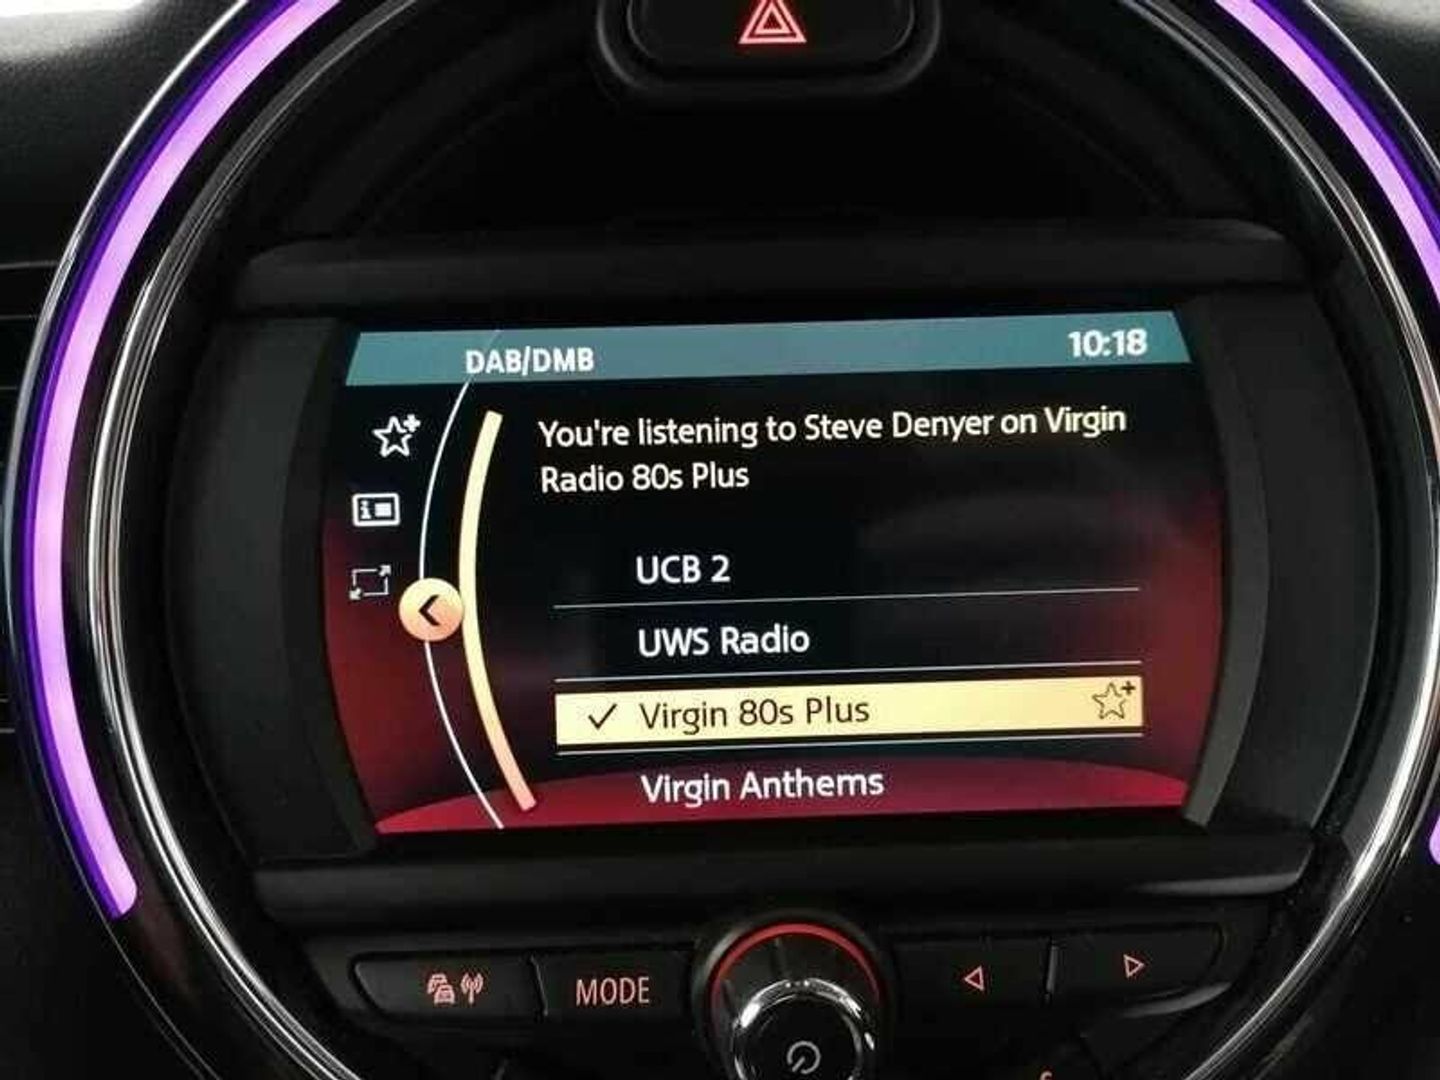 DAB/DMB 10:18
You're listening to Steve Denyer on Virgin
Radio 80s Plus
UCB 2
UWS Radio
Virgin 80s Plus
Virgin Anthems
MODE